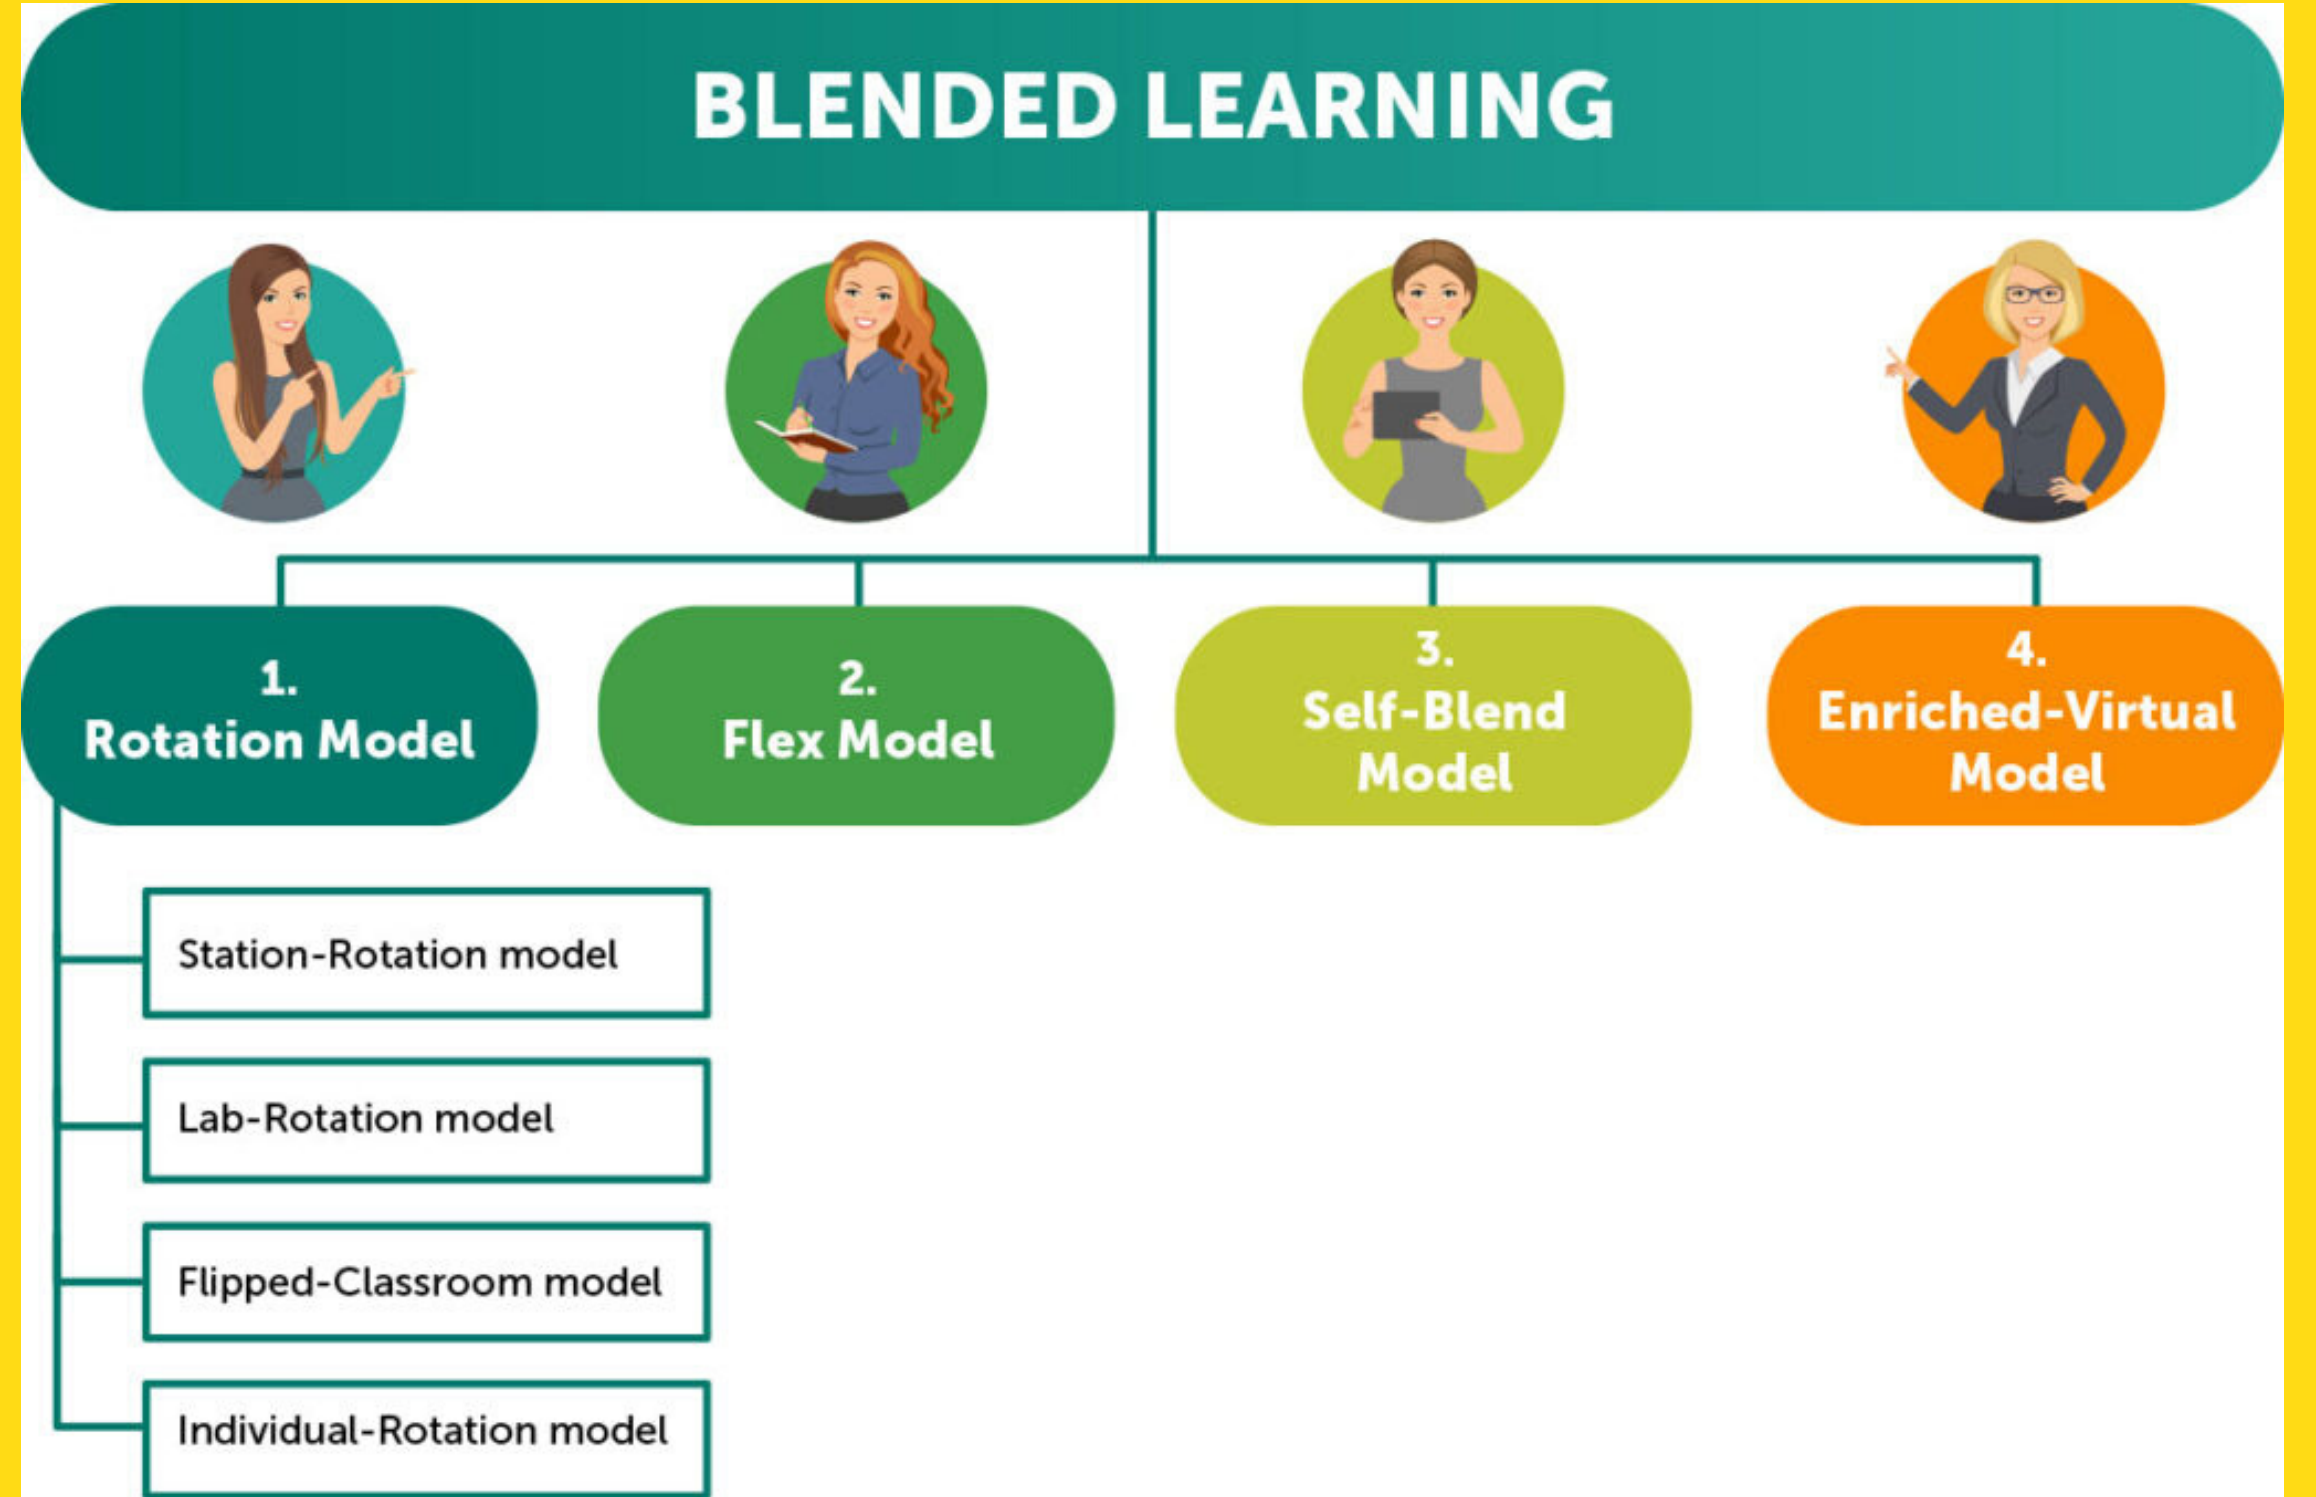 BLENDED LEARNING
1.
Rotation Model
2.
Flex Model
3.
Self-Blend
Model
4.
Enriched-Virtual
Model
Station-Rotation model
Lab-Rotation model
Flipped-Classroom model
Individual-Rotation model